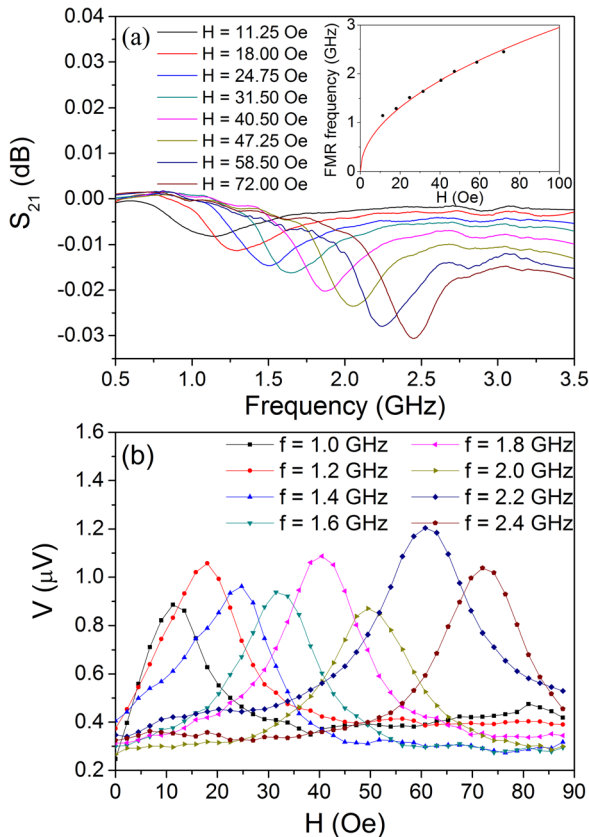 (a)
H = 11.25 Oe
H = 18.00 Oe
H = 24.75 Oe
H = 31.50 Oe
H = 40.50 Oe
H = 47.25 Oe
H = 58.50 Oe
H = 72.00 Oe
0.04
0.03
0.02
0.01
0.00
-0.01
-0.02
-0.03
S21 (dB)
FMR frequency (GHz)
3
2
1
0
0 20 40 60 80 100
H (Oe)
0.5 1.0 1.5 2.0 2.5 3.0 3.5
Frequency (GHz)
(b)
f = 1.0 GHz
f = 1.2 GHz
f = 1.4 GHz
f = 1.6 GHz
f = 1.8 GHz
f = 2.0 GHz
f = 2.2 GHz
f = 2.4 GHz
1.6
1.4
1.2
1.0
0.8
0.6
0.4
0.2
V (μV)
0 10 20 30 40 50 60 70 80 90
H (Oe)